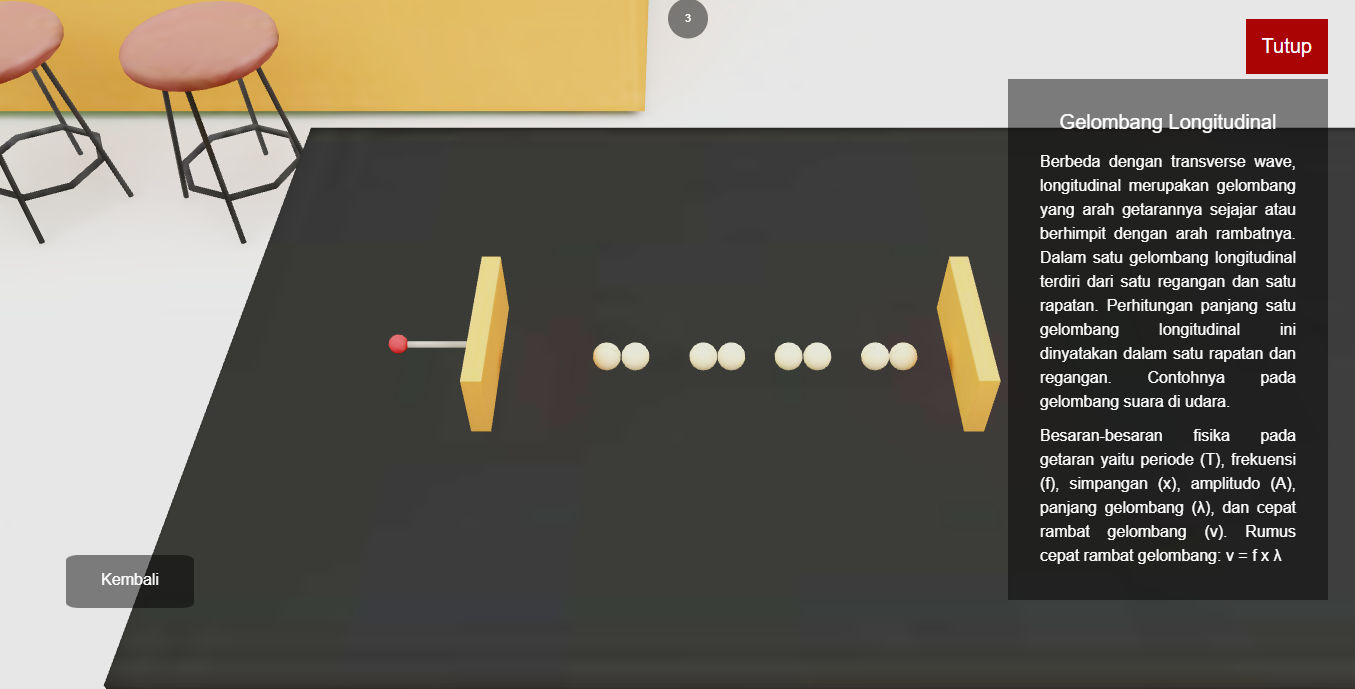 3
Tutup
Gelombang Longitudinal
Berbeda dengan transverse wave,
longitudinal merupakan gelombang
yang arah getarannya sejajar atau
berhimpit dengan arah rambatnya.
Dalam satu gelombang longitudinal
terdiri dari satu regangan dan satu
rapatan. Perhitungan panjang satu
gelombang longitudinal ini
dinyatakan dalam satu rapatan dan
regangan. Contohnya pada
gelombang suara di udara.
Besaran-besaran fisika pada
getaran yaitu periode (T), frekuensi
(f), simpangan (x), amplitudo (A),
panjang gelombang (λ), dan cepat
rambat gelombang (v). Rumus
cepat rambat gelombang: v = f x λ
Kembali